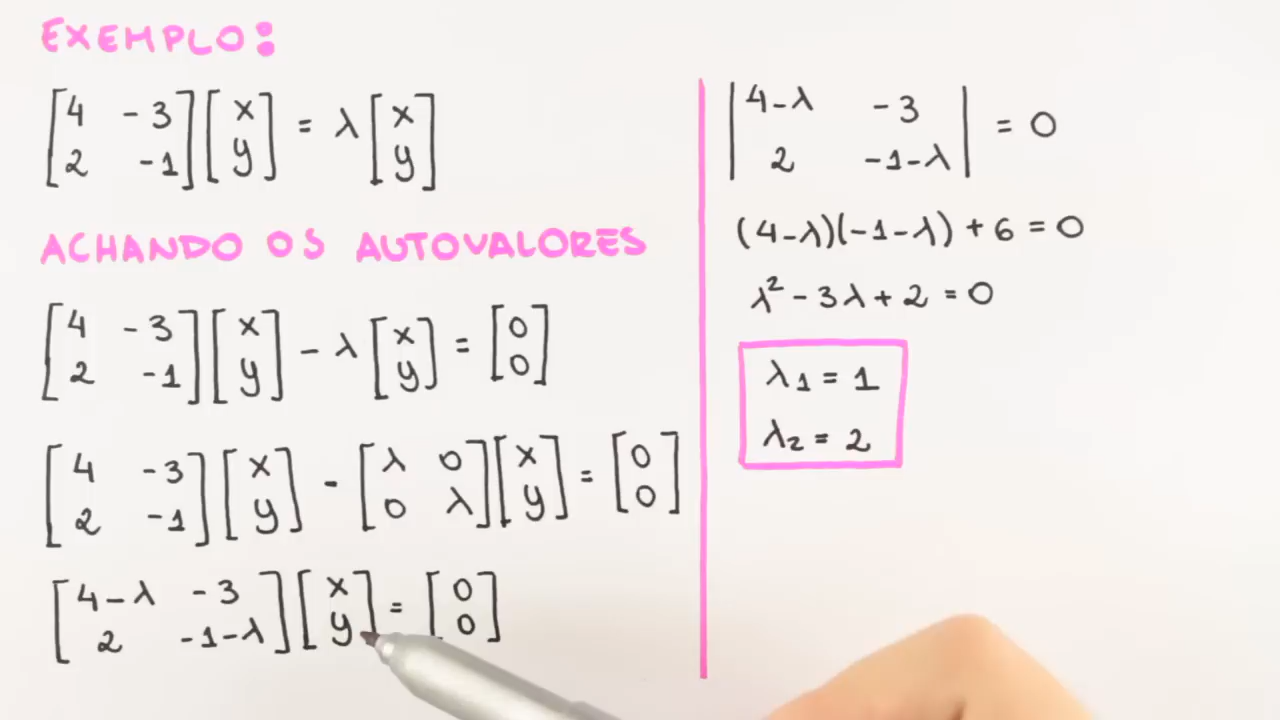 EXEMPLO:
[4 -3; 2 -1][x; y] = λ[x; y]
ACHANDO OS AUTOVALORES
[4 -3; 2 -1][x; y] - λ[x; y] = [0; 0]
[4 -3; 2 -1][x; y] - [λ 0; 0 λ][x; y] = [0; 0]
[4-λ -3; 2 -1-λ][x; y] = [0; 0]
|4-λ -3; 2 -1-λ| = 0
(4-λ)(-1-λ) + 6 = 0
λ² - 3λ + 2 = 0
λ₁ = 1
λ₂ = 2